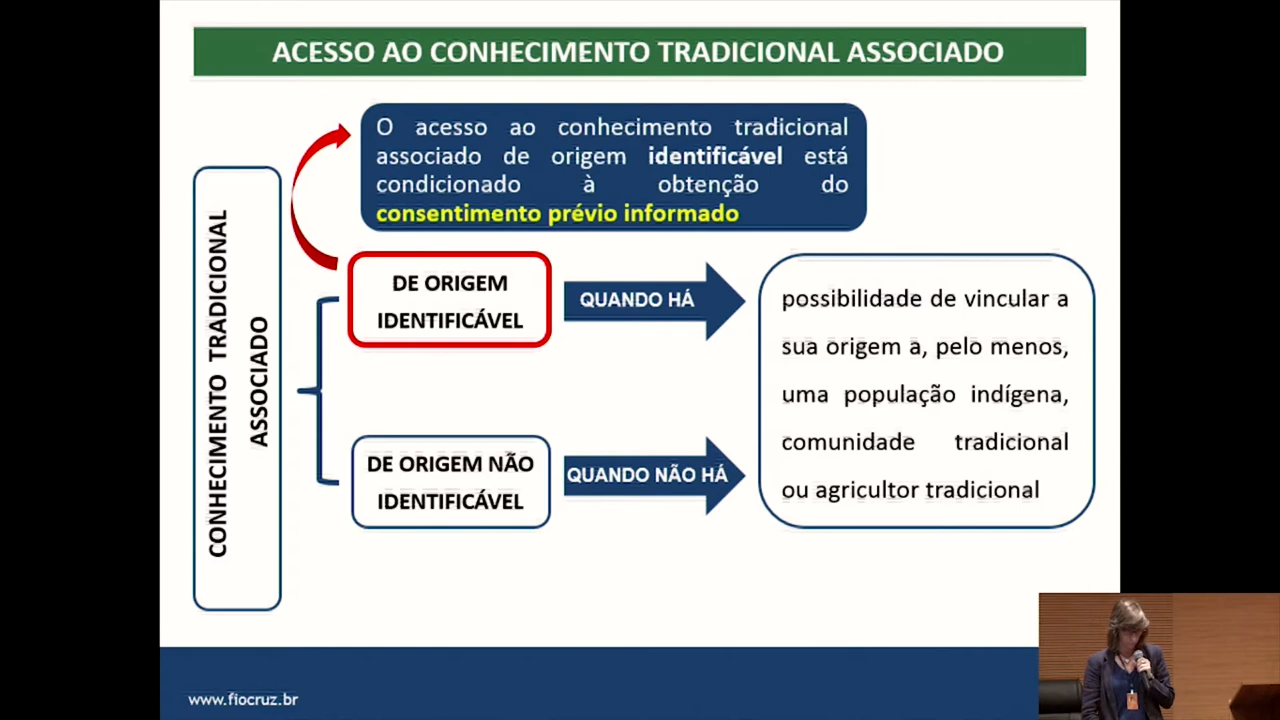 ACESSO AO CONHECIMENTO TRADICIONAL ASSOCIADO
O acesso ao conhecimento tradicional
associado de origem identificável está
condicionado à obtenção do
consentimento prévio informado
CONHECIMENTO TRADICIONAL
ASSOCIADO
DE ORIGEM
IDENTIFICÁVEL
QUANDO HÁ
DE ORIGEM NÃO
IDENTIFICÁVEL
QUANDO NÃO HÁ
possibilidade de vincular a
sua origem a, pelo menos,
uma população indígena,
comunidade tradicional
ou agricultor tradicional
www.fiocruz.br